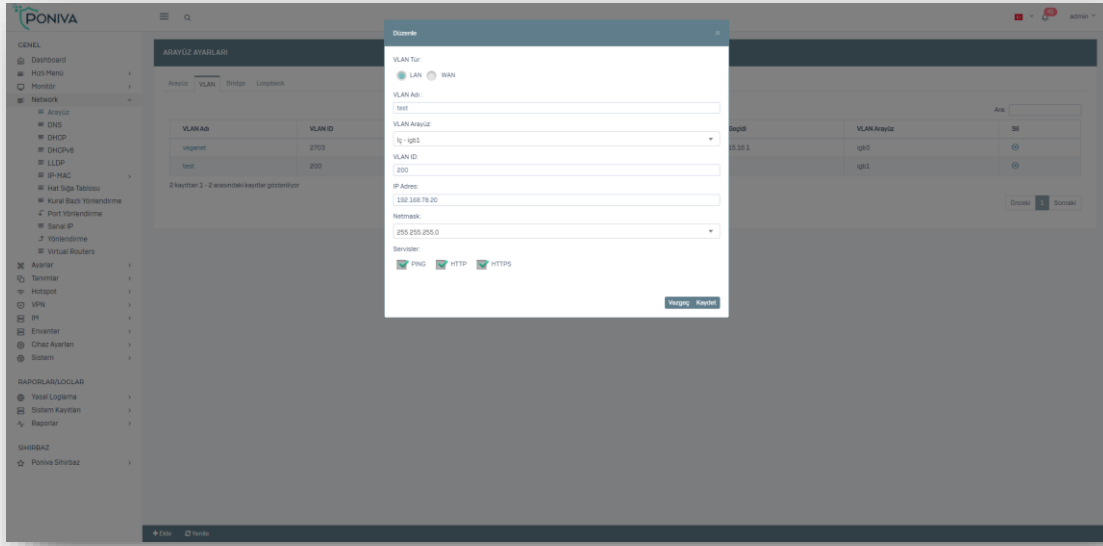 PONIVA
admin
GENEL
Dashboard
Hızlı Menü
Monitör
Network
Arayüz
DNS
DHCP
DHCPv6
LLDP
IP-MAC
Hat Sığa Tablosu
Kural Bazlı Yönlendirme
Port Yönlendirme
Sanal IP
Yönlendirme
Virtual Routers
Ayarlar
Tanımlar
Hotspot
VPN
IM
Envanter
Cihaz Ayarları
Sistem
RAPORLAR/LOGLAR
Yasal Loglama
Sistem Kayıtları
Raporlar
SİHİRBAZ
Poniva Sihirbaz
ARAYÜZ AYARLARI
Arayüz VLAN Bridge Loopback
Ara:
VLAN Adı VLAN ID Geçidi VLAN Arayüz Sil
2703 igb0
test 200 igb1
2 kayıttan 1 - 2 arasındaki kayıtlar gösteriliyor
Önceki 1 Sonraki
Düzenle ×
VLAN Tür:
LAN WAN
VLAN Adı:
test
VLAN Arayüz:
İç - igb1
VLAN ID:
200
IP Adres:
192.168.78.20
Netmask:
255.255.255.0
Servisler:
PING HTTP HTTPS
Vazgeç Kaydet
+ Ekle Yenile